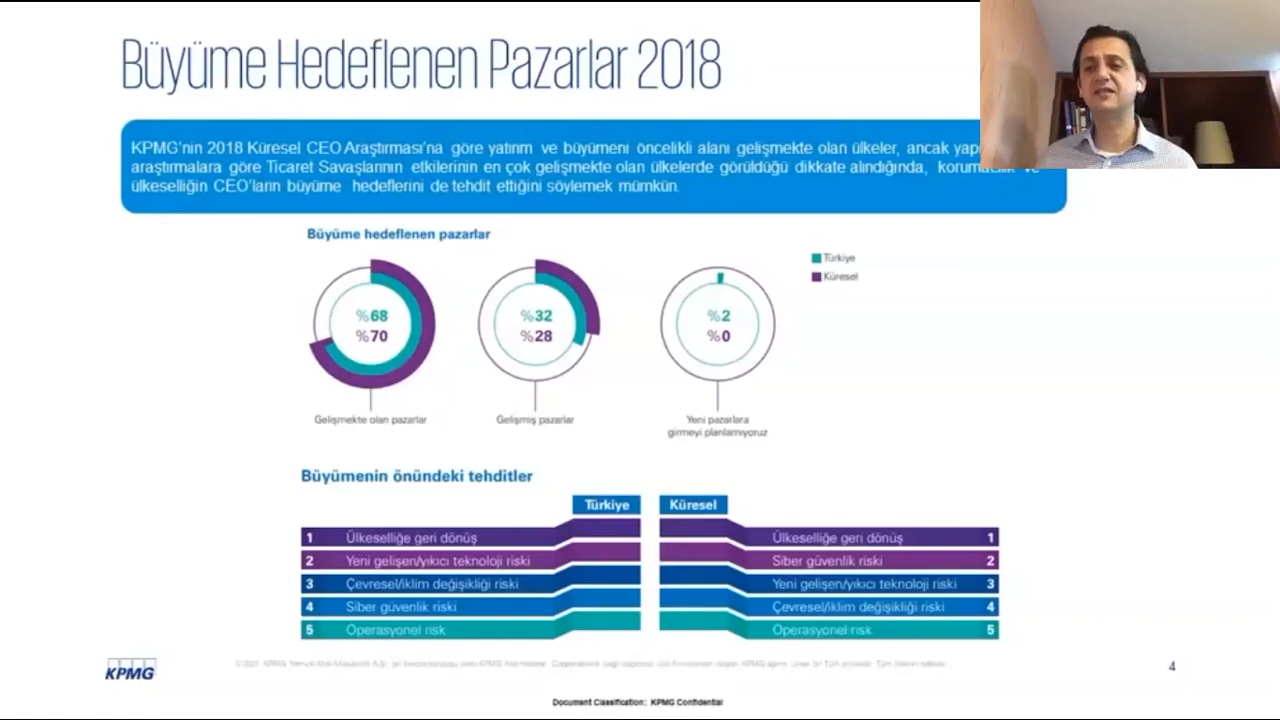 Büyüme Hedeflenen Pazarlar 2018
KPMG'nin 2018 Küresel CEO Araştırması'na göre yatırım ve büyümeni öncelikli alanı gelişmekte olan ülkeler, ancak
araştırmalara göre Ticaret Savaşlarının etkilerinin en çok gelişmekte olan ülkelerde görüldüğü dikkate alındığında,
ülkeselliğin CEO'ların büyüme hedeflerini de tehdit ettiğini söylemek mümkün.
Büyüme hedeflenen pazarlar
Türkiye
Küresel
%68
%70
%32
%28
%2
%0
Gelişmekte olan pazarlar
Gelişmiş pazarlar
Yeni pazarlara
girmeyi planlamıyoruz
Büyümenin önündeki tehditler
Türkiye
Küresel
1 Ülkeselliğe geri dönüş
2 Yeni gelişen/yıkıcı teknoloji riski
3 Çevresel/iklim değişikliği riski
4 Siber güvenlik riski
5 Operasyonel risk
Ülkeselliğe geri dönüş 1
Siber güvenlik riski 2
Yeni gelişen/yıkıcı teknoloji riski 3
Çevresel/iklim değişikliği riski 4
Operasyonel risk 5
KPMG
4
Document Classification: KPMG Confidential